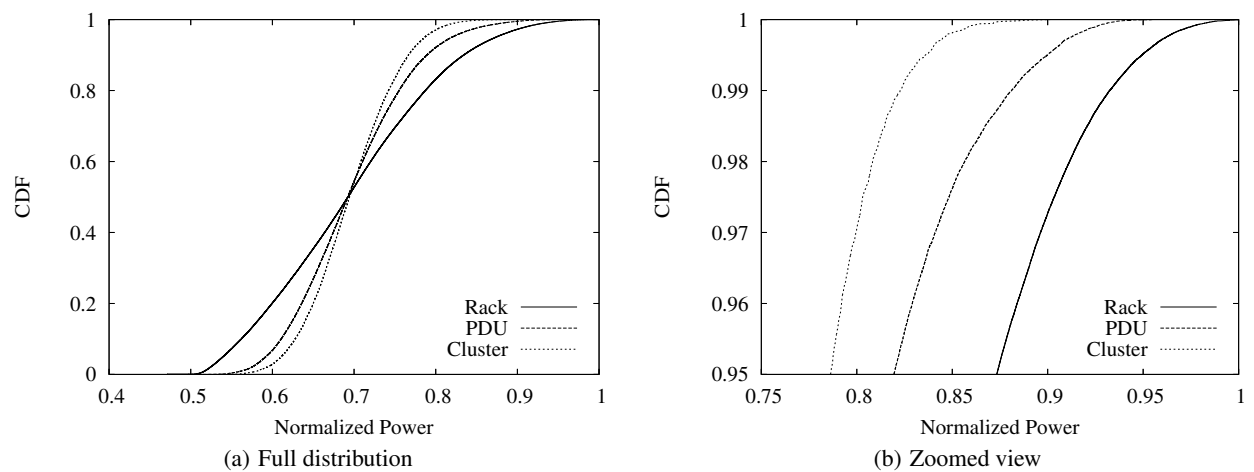 1
0.8
0.6
0.4
0.2
0
CDF
Rack
PDU
Cluster
0.4 0.5 0.6 0.7 0.8 0.9 1
Normalized Power
(a) Full distribution
1
0.99
0.98
0.97
0.96
0.95
CDF
Rack
PDU
Cluster
0.75 0.8 0.85 0.9 0.95 1
Normalized Power
(b) Zoomed view